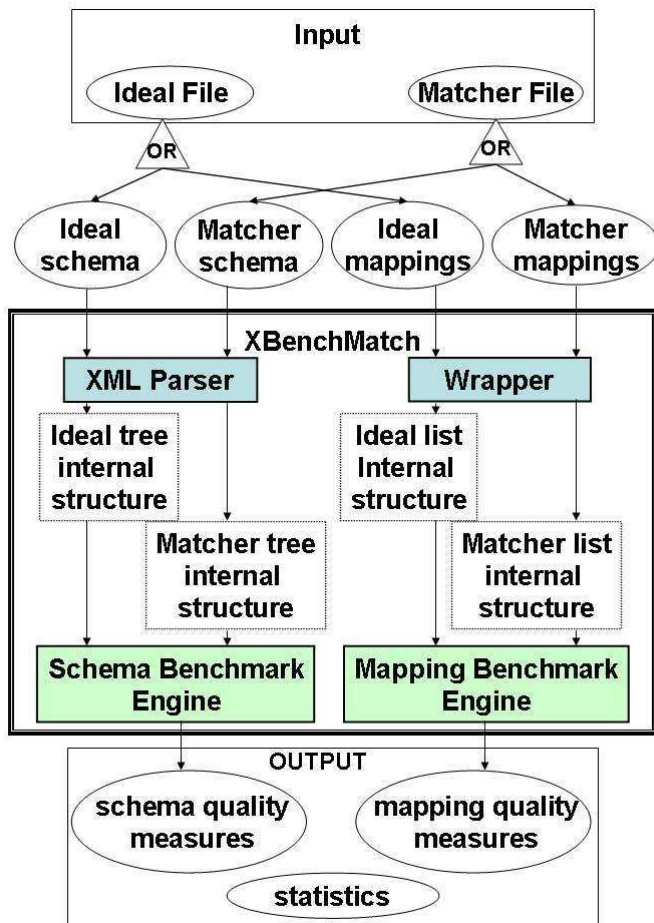 Input
Ideal File
Matcher File
OR
OR
Ideal
schema
Matcher
schema
Ideal
mappings
Matcher
mappings
XBenchMatch
XML Parser
Wrapper
Ideal tree
internal
structure
Ideal list
Internal
structure
Matcher tree
internal
structure
Matcher list
internal
structure
Schema Benchmark
Engine
Mapping Benchmark
Engine
OUTPUT
schema quality
measures
mapping quality
measures
statistics